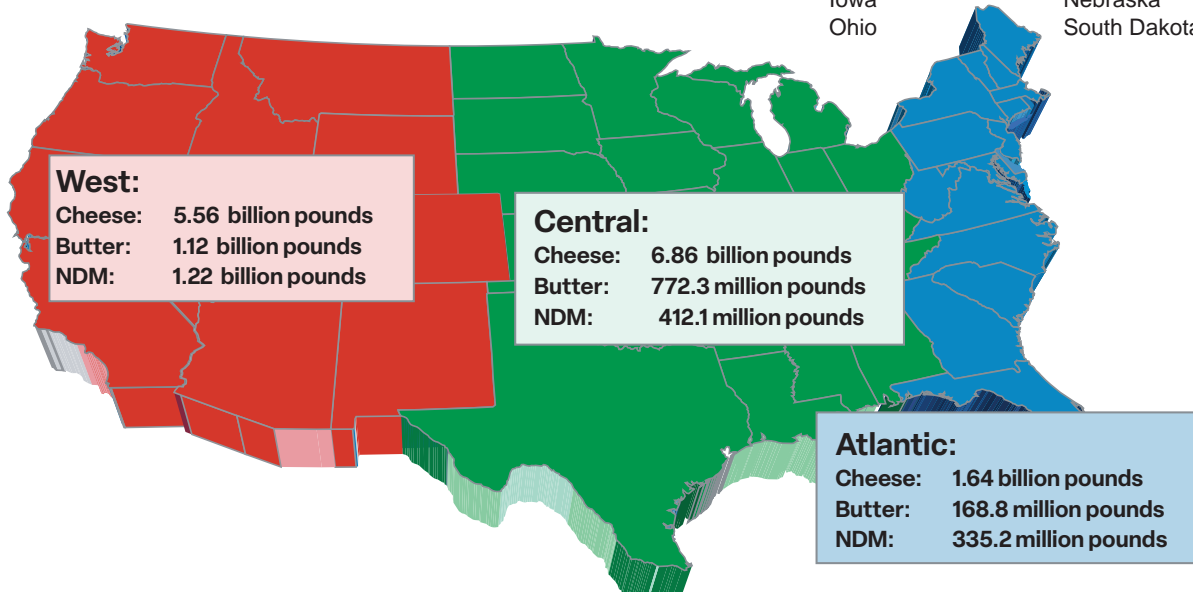 Iowa Nebraska
Ohio South Dakota
West:
Cheese: 5.56 billion pounds
Butter: 1.12 billion pounds
NDM: 1.22 billion pounds
Central:
Cheese: 6.86 billion pounds
Butter: 772.3 million pounds
NDM: 412.1 million pounds
Atlantic:
Cheese: 1.64 billion pounds
Butter: 168.8 million pounds
NDM: 335.2 million pounds